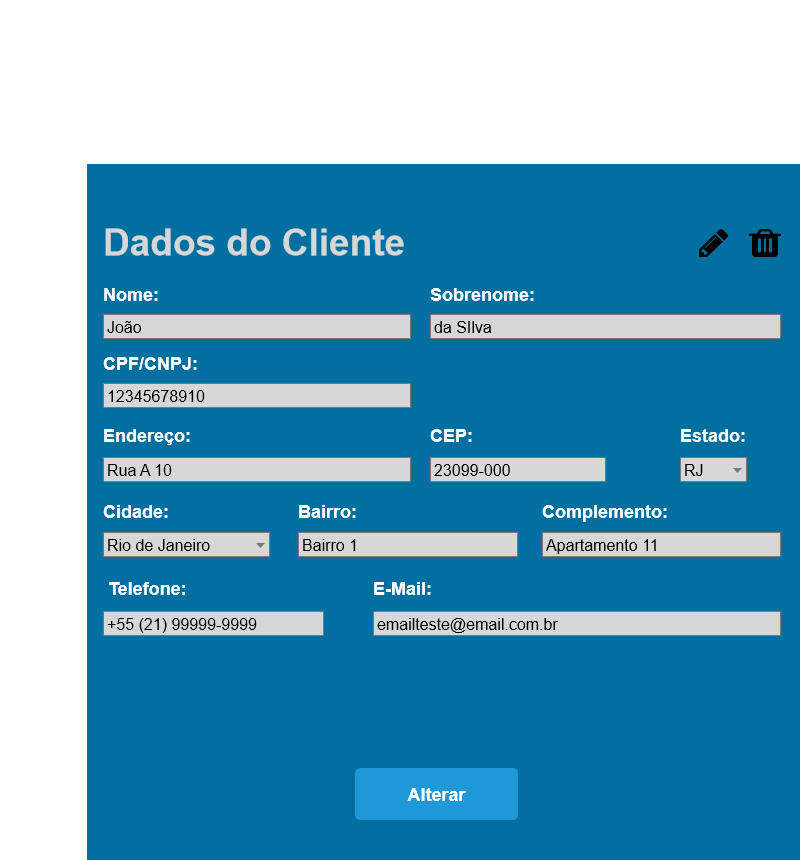 Dados do Cliente
Nome: Sobrenome:
João da SIlva
CPF/CNPJ:
12345678910
Endereço: CEP: Estado:
Rua A 10 23099-000 RJ
Cidade: Bairro: Complemento:
Rio de Janeiro Bairro 1 Apartamento 11
Telefone: E-Mail:
+55 (21) 99999-9999 emailteste@email.com.br
Alterar